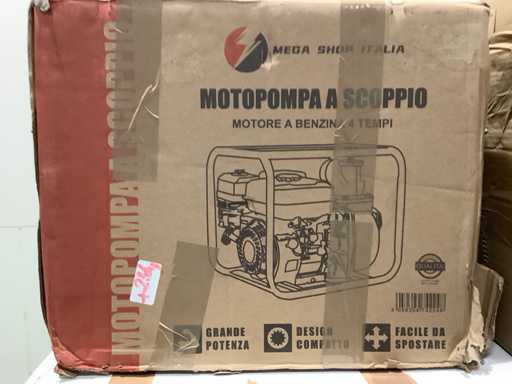 MEGA SHOP ITALIA
MOTOPOMPA A SCOPPIO
MOTORE A BENZINA 4 TEMPI
MOTOPOMPA A SCOPPIO
GRANDE
POTENZA
DESIGN
COMPATTO
FACILE DA
SPOSTARE